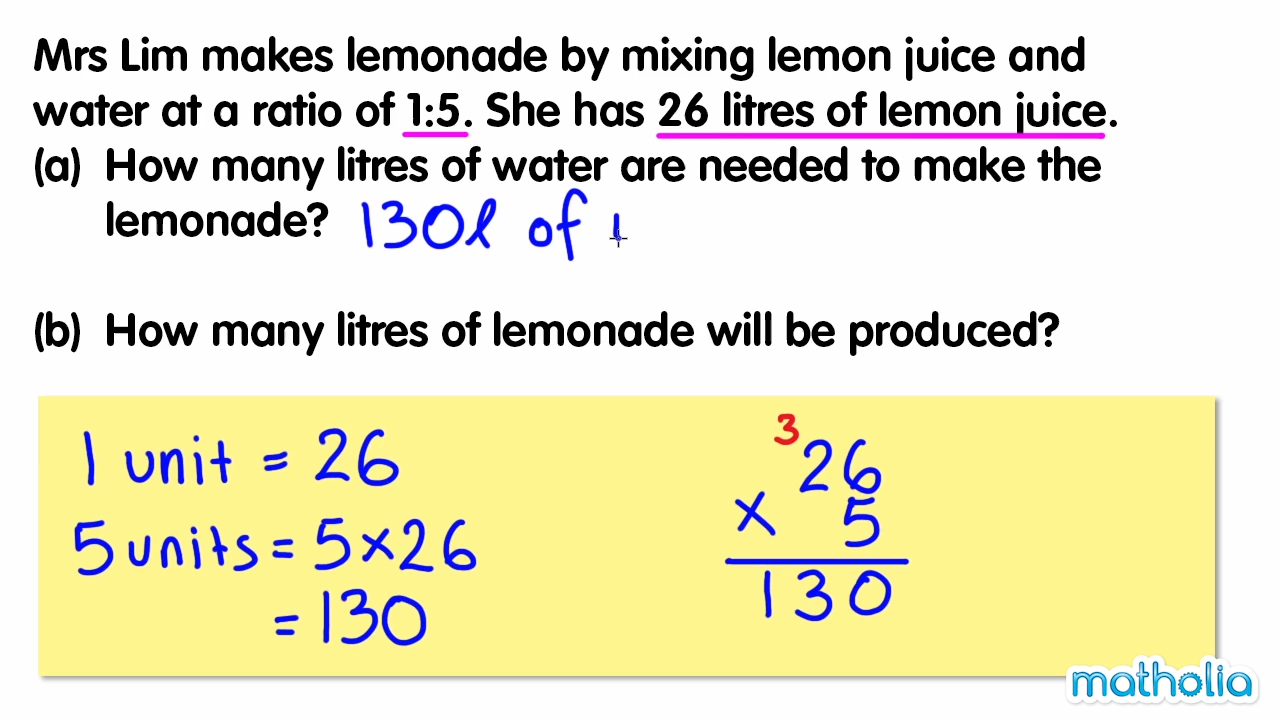 Mrs Lim makes lemonade by mixing lemon juice and
water at a ratio of 1:5. She has 26 litres of lemon juice.
(a) How many litres of water are needed to make the
lemonade? 130l of
(b) How many litres of lemonade will be produced?
1 unit = 26
5 units = 5×26
= 130
3
26
× 5
130
matholia